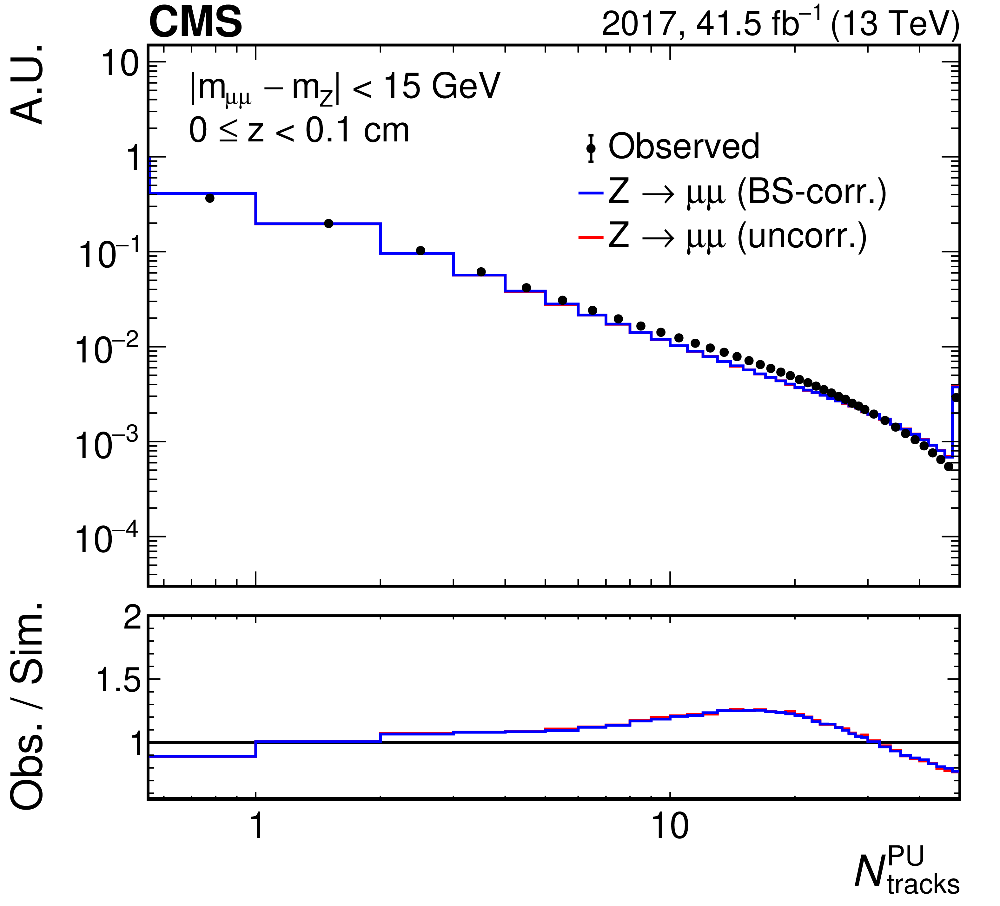 CMS 2017, 41.5 fb⁻¹ (13 TeV)
A.U.
10
1
10⁻¹
10⁻²
10⁻³
10⁻⁴
|m_μμ − m_Z| < 15 GeV
0 ≤ z < 0.1 cm
Observed
Z → μμ (BS-corr.)
Z → μμ (uncorr.)
Obs. / Sim.
2
1.5
1
1 10
N^PU_tracks